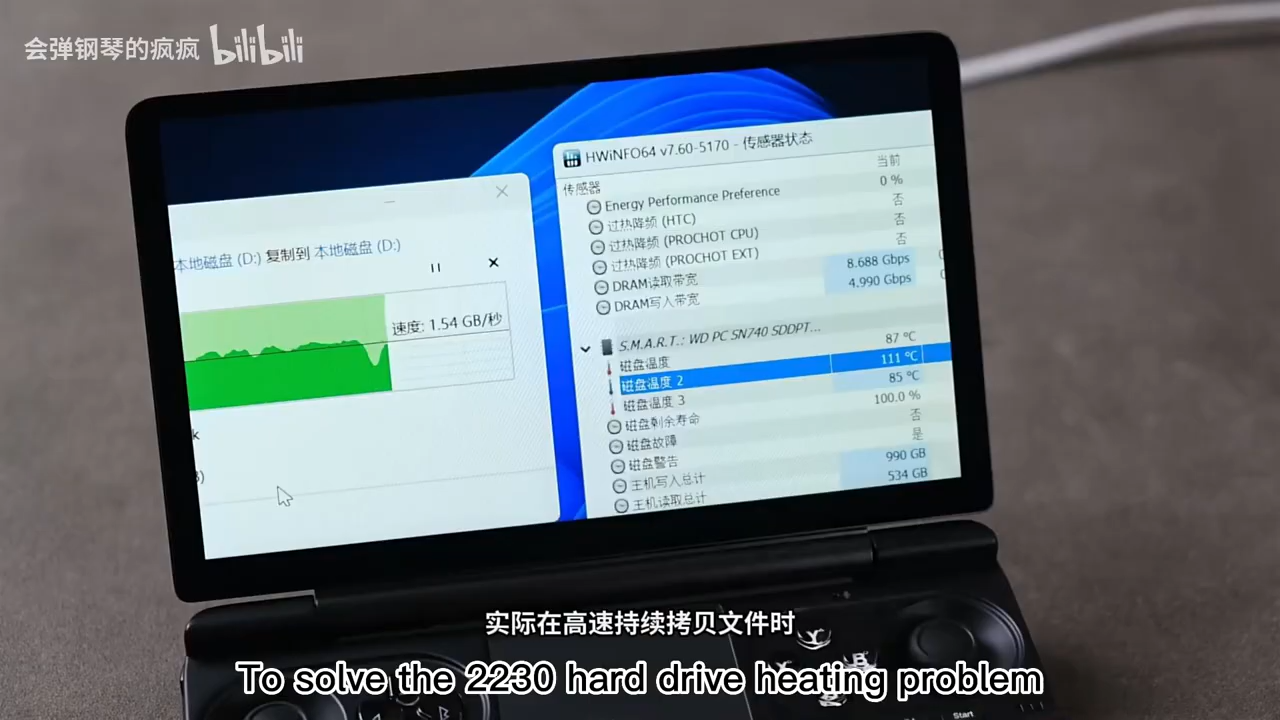 会弹钢琴的疯疯 bilibili
本地磁盘 (D:) 复制到 本地磁盘 (D:)
速度: 1.54 GB/秒
k
HWiNFO64 v7.60-5170 - 传感器状态
传感器 当前
Energy Performance Preference 0 %
过热降频 (HTC) 否
过热降频 (PROCHOT CPU) 否
过热降频 (PROCHOT EXT) 否
DRAM读取带宽 8.688 Gbps
DRAM写入带宽 4.990 Gbps
S.M.A.R.T.: WD PC SN740 SDDPT...
磁盘温度 87 °C
磁盘温度 2 111 °C
磁盘温度 3 85 °C
磁盘剩余寿命 100.0 %
磁盘故障 否
磁盘警告 是
主机写入总计 990 GB
主机读取总计 534 GB
实际在高速持续拷贝文件时
To solve the 2230 hard drive heating problem
Start